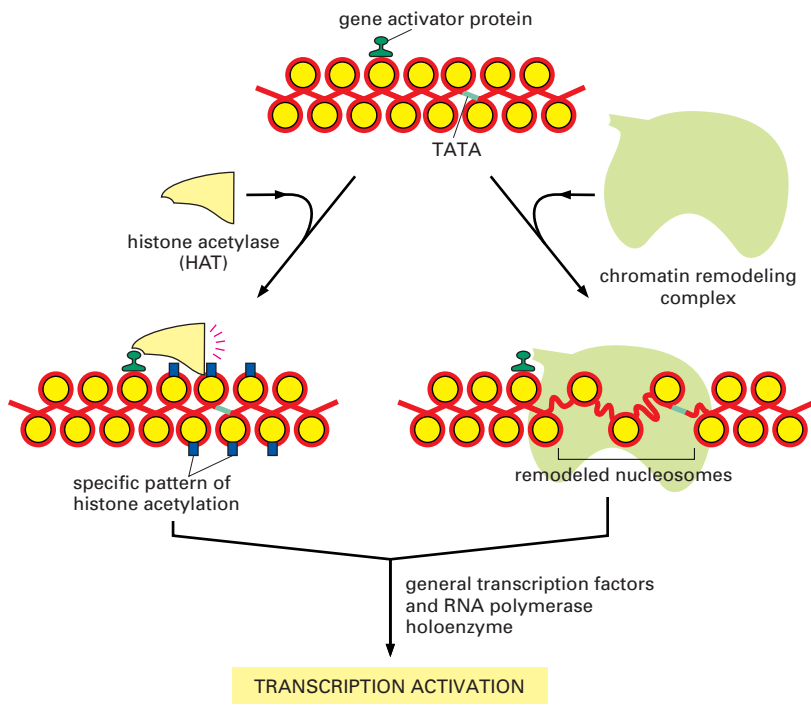 gene activator protein
TATA
histone acetylase
(HAT)
chromatin remodeling
complex
specific pattern of
histone acetylation
remodeled nucleosomes
general transcription factors
and RNA polymerase
holoenzyme
TRANSCRIPTION ACTIVATION